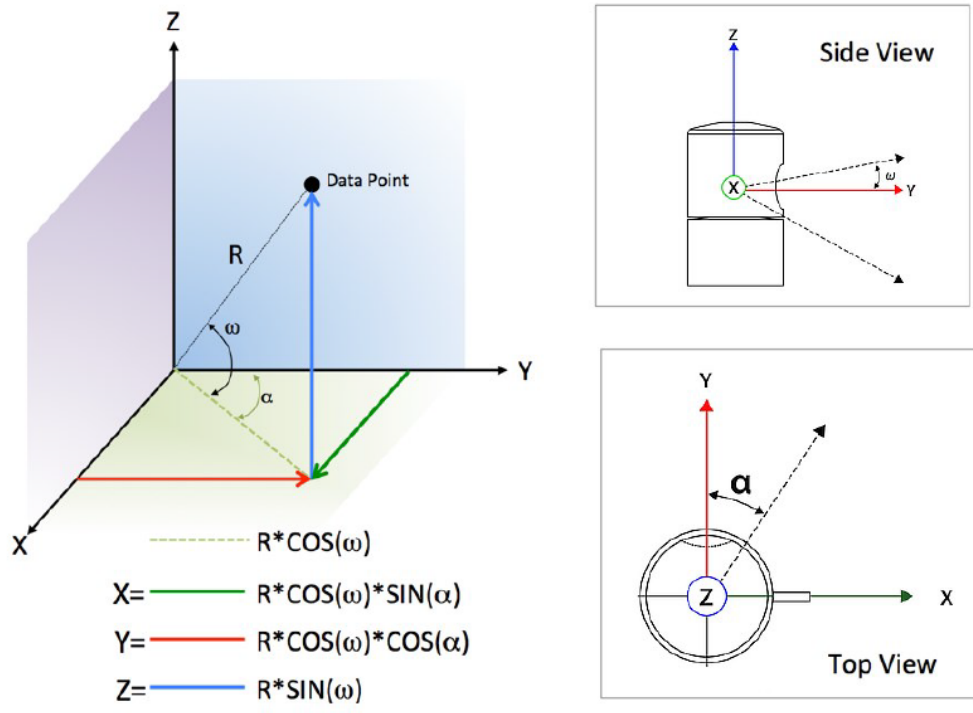 Z
Data Point
R
ω
Y
α
X
R*COS(ω)
X= R*COS(ω)*SIN(α)
Y= R*COS(ω)*COS(α)
Z= R*SIN(ω)
Z
Side View
X
ω
Y
Y
α
Z
X
Top View